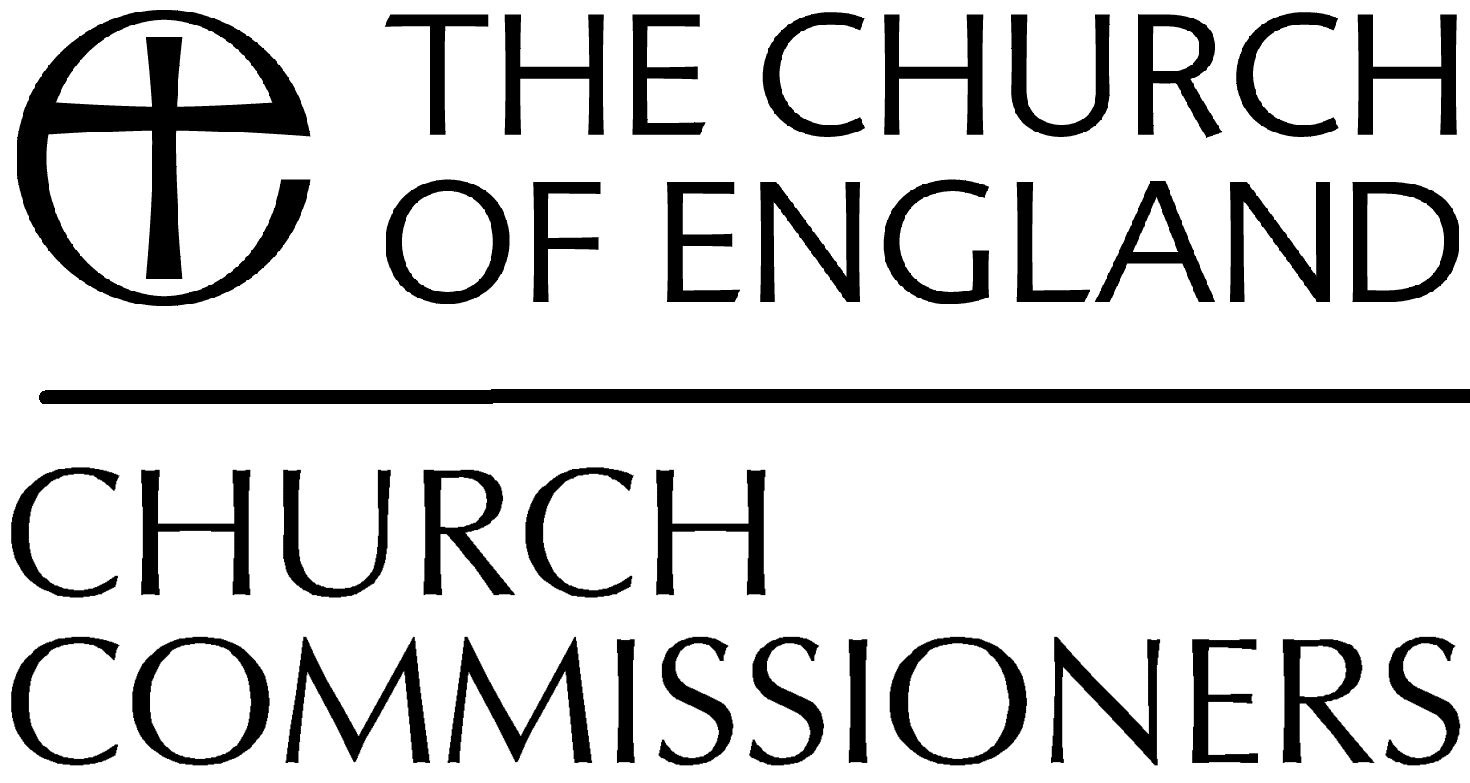 THE CHURCH
OF ENGLAND
CHURCH
COMMISSIONERS